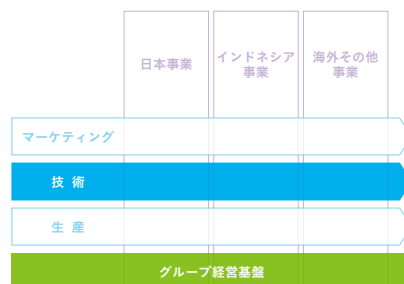 日本事業
インドネシア
事業
海外その他
事業
マーケティング
技 術
生 産
グループ経営基盤